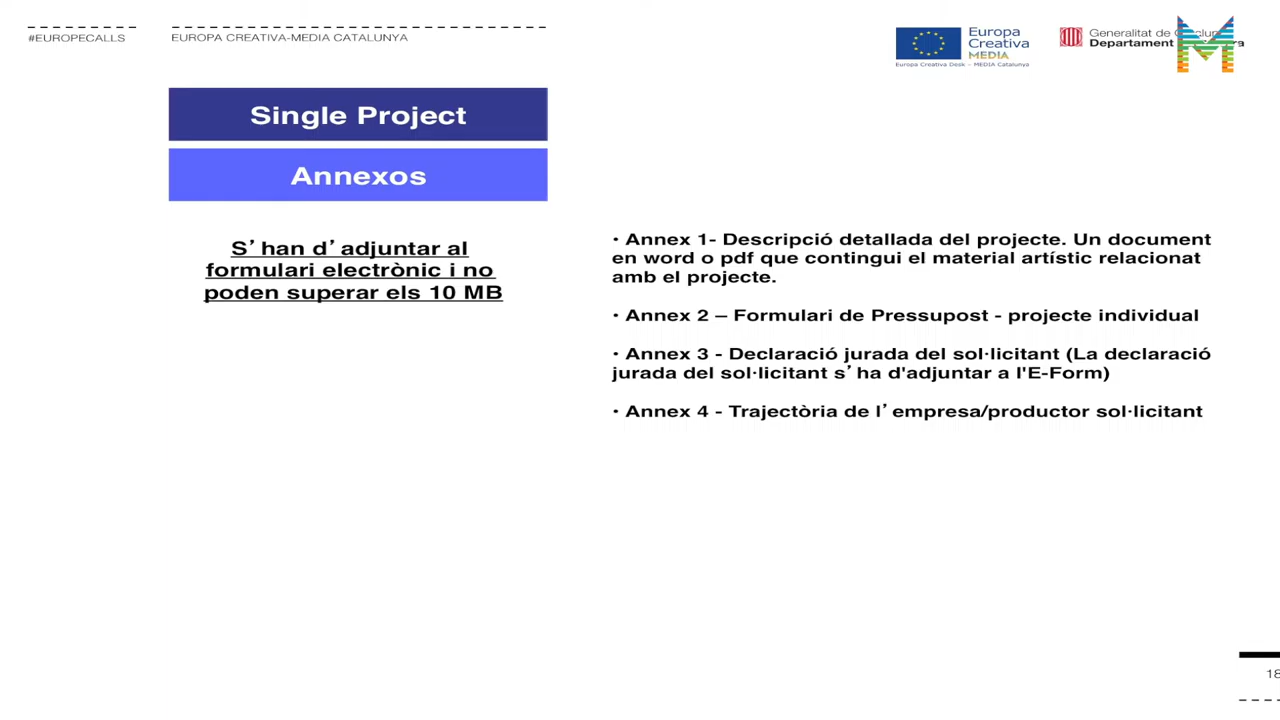 #EUROPECALLS
EUROPA CREATIVA-MEDIA CATALUNYA
Europa
Creativa
MEDIA
Europa Creativa Desk – MEDIA Catalunya
Generalitat de
Departament
Single Project
Annexos
S’han d’adjuntar al
formulari electrònic i no
poden superar els 10 MB
• Annex 1- Descripció detallada del projecte. Un document
en word o pdf que contingui el material artístic relacionat
amb el projecte.
• Annex 2 – Formulari de Pressupost - projecte individual
• Annex 3 - Declaració jurada del sol·licitant (La declaració
jurada del sol·licitant s’ha d'adjuntar a l'E-Form)
• Annex 4 - Trajectòria de l’empresa/productor sol·licitant
18